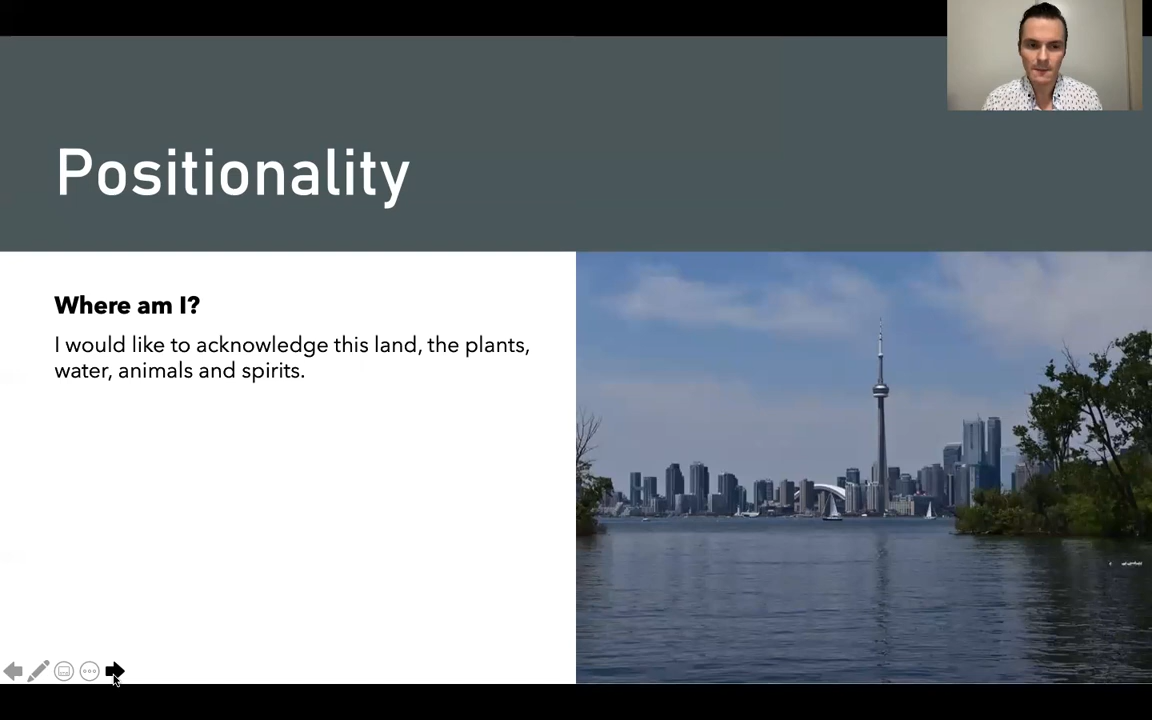 Positionality
Where am I?
I would like to acknowledge this land, the plants,
water, animals and spirits.